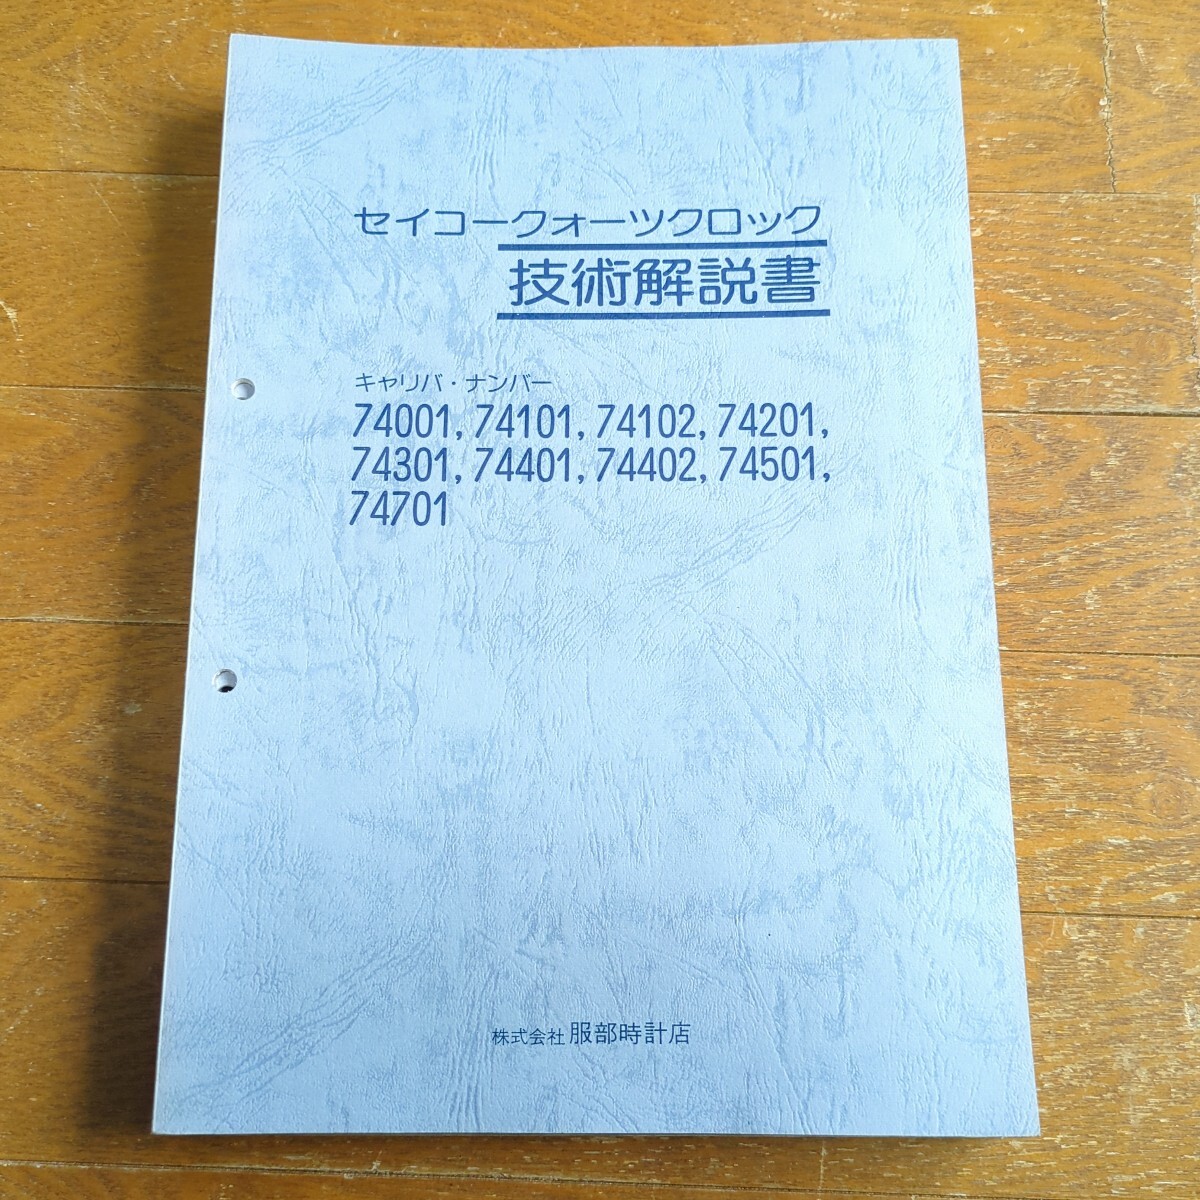 セイコークォーツクロック
技術解説書
キャリバ・ナンバー
74001, 74101, 74102, 74201,
74301, 74401, 74402, 74501,
74701
株式会社 服部時計店